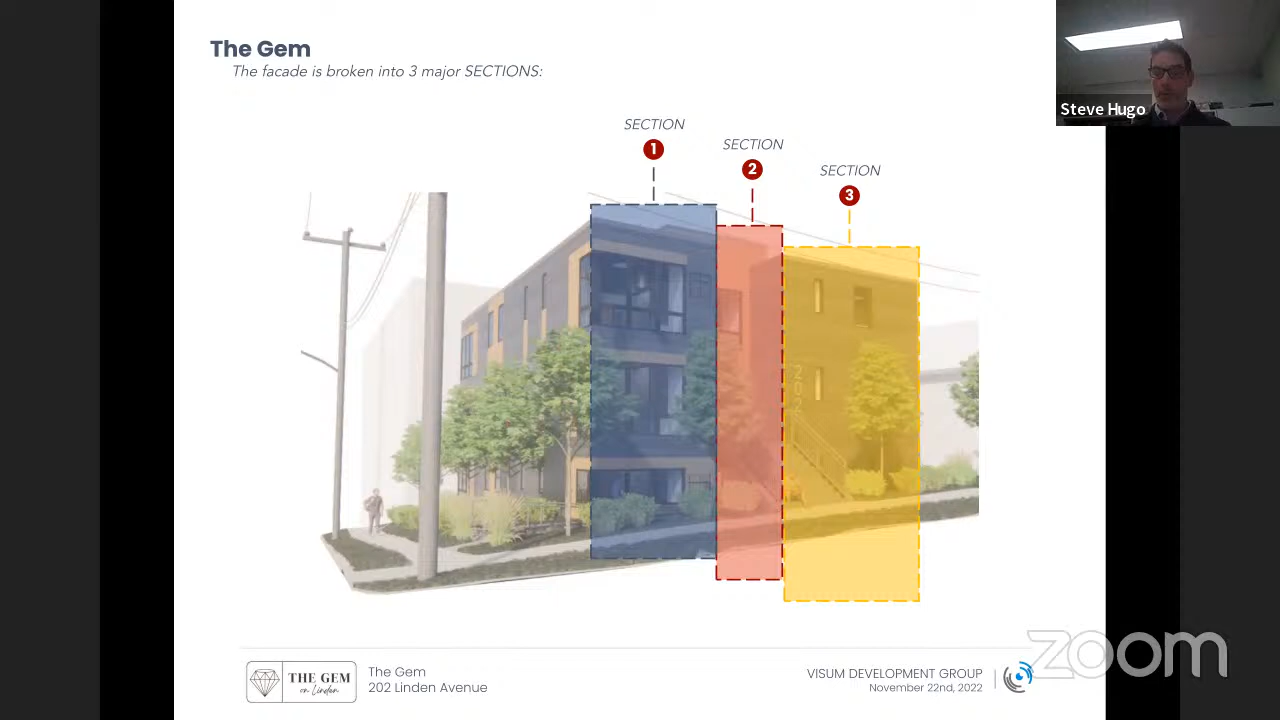 The Gem
The facade is broken into 3 major SECTIONS:
SECTION
1
SECTION
2
SECTION
3
202
Steve Hugo
THE GEM
on Linden
The Gem
202 Linden Avenue
VISUM DEVELOPMENT GROUP
November 22nd, 2022
zoom